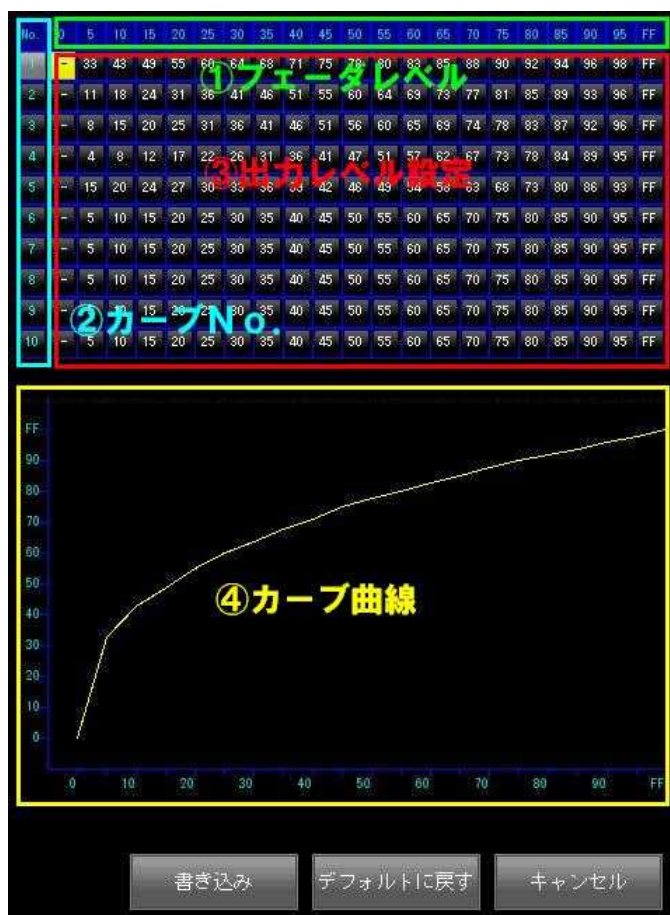 No. 0 5 10 15 20 25 30 35 40 45 50 55 60 65 70 75 80 85 90 95 FF
1 - 33 43 49 55 60 64 68 71 75 78 80 83 85 88 90 92 94 96 98 FF
①フェーダレベル
2 - 11 18 24 31 36 41 46 51 55 60 64 69 73 77 81 85 89 93 96 FF
3 - 8 15 20 25 31 36 41 46 51 56 60 65 69 74 78 83 87 92 96 FF
4 - 4 8 12 17 22 26 31 36 41 47 51 57 62 67 73 78 84 89 95 FF
③出力レベル設定
5 - 15 20 24 27 30 42 46 49 63 68 73 80 86 93 FF
6 - 5 10 15 20 25 30 35 40 45 50 55 60 65 70 75 80 85 90 95 FF
7 - 5 10 15 20 25 30 35 40 45 50 55 60 65 70 75 80 85 90 95 FF
8 - 5 10 15 20 25 30 35 40 45 50 55 60 65 70 75 80 85 90 95 FF
9 - 10 15 20 30 35 40 45 50 55 60 65 70 75 80 85 90 95 FF
②カーブNo.
10 - 5 10 15 20 25 30 35 40 45 50 55 60 65 70 75 80 85 90 95 FF
FF
90
80
70
60
50
④カーブ曲線
40
30
20
10
0
0 10 20 30 40 50 60 70 80 90 FF
書き込み デフォルトに戻す キャンセル